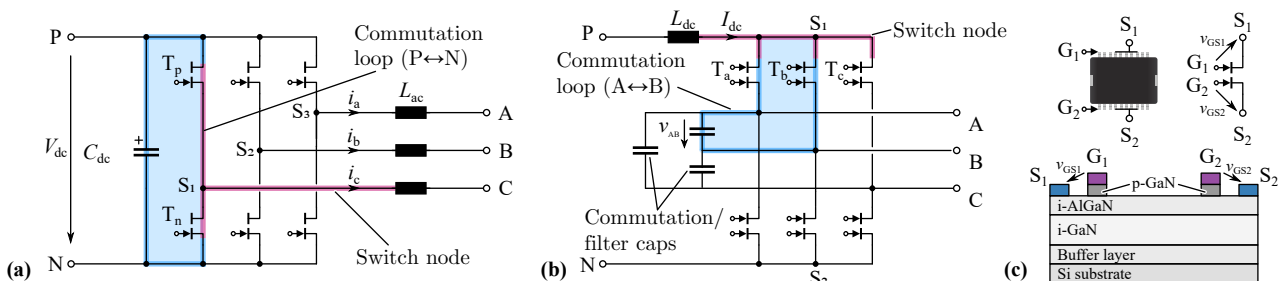 P
Commutation
loop (P↔N)
Tp
ia
Lac
A
S3
Vdc
Cdc
+
ib
S2
B
ic
S1
C
Tn
Switch node
(a)
N
P
Ldc
Idc
S1
Switch node
Commutation
loop (A↔B)
Ta
Tb
Tc
vAB
A
B
C
Commutation/
filter caps
(b)
N
S2
S1
G1
G2
S2
S1
vGS1
G1
G2
vGS2
S2
S1
vGS1
G1
G2
vGS2
S2
p-GaN
i-AlGaN
i-GaN
Buffer layer
Si substrate
(c)